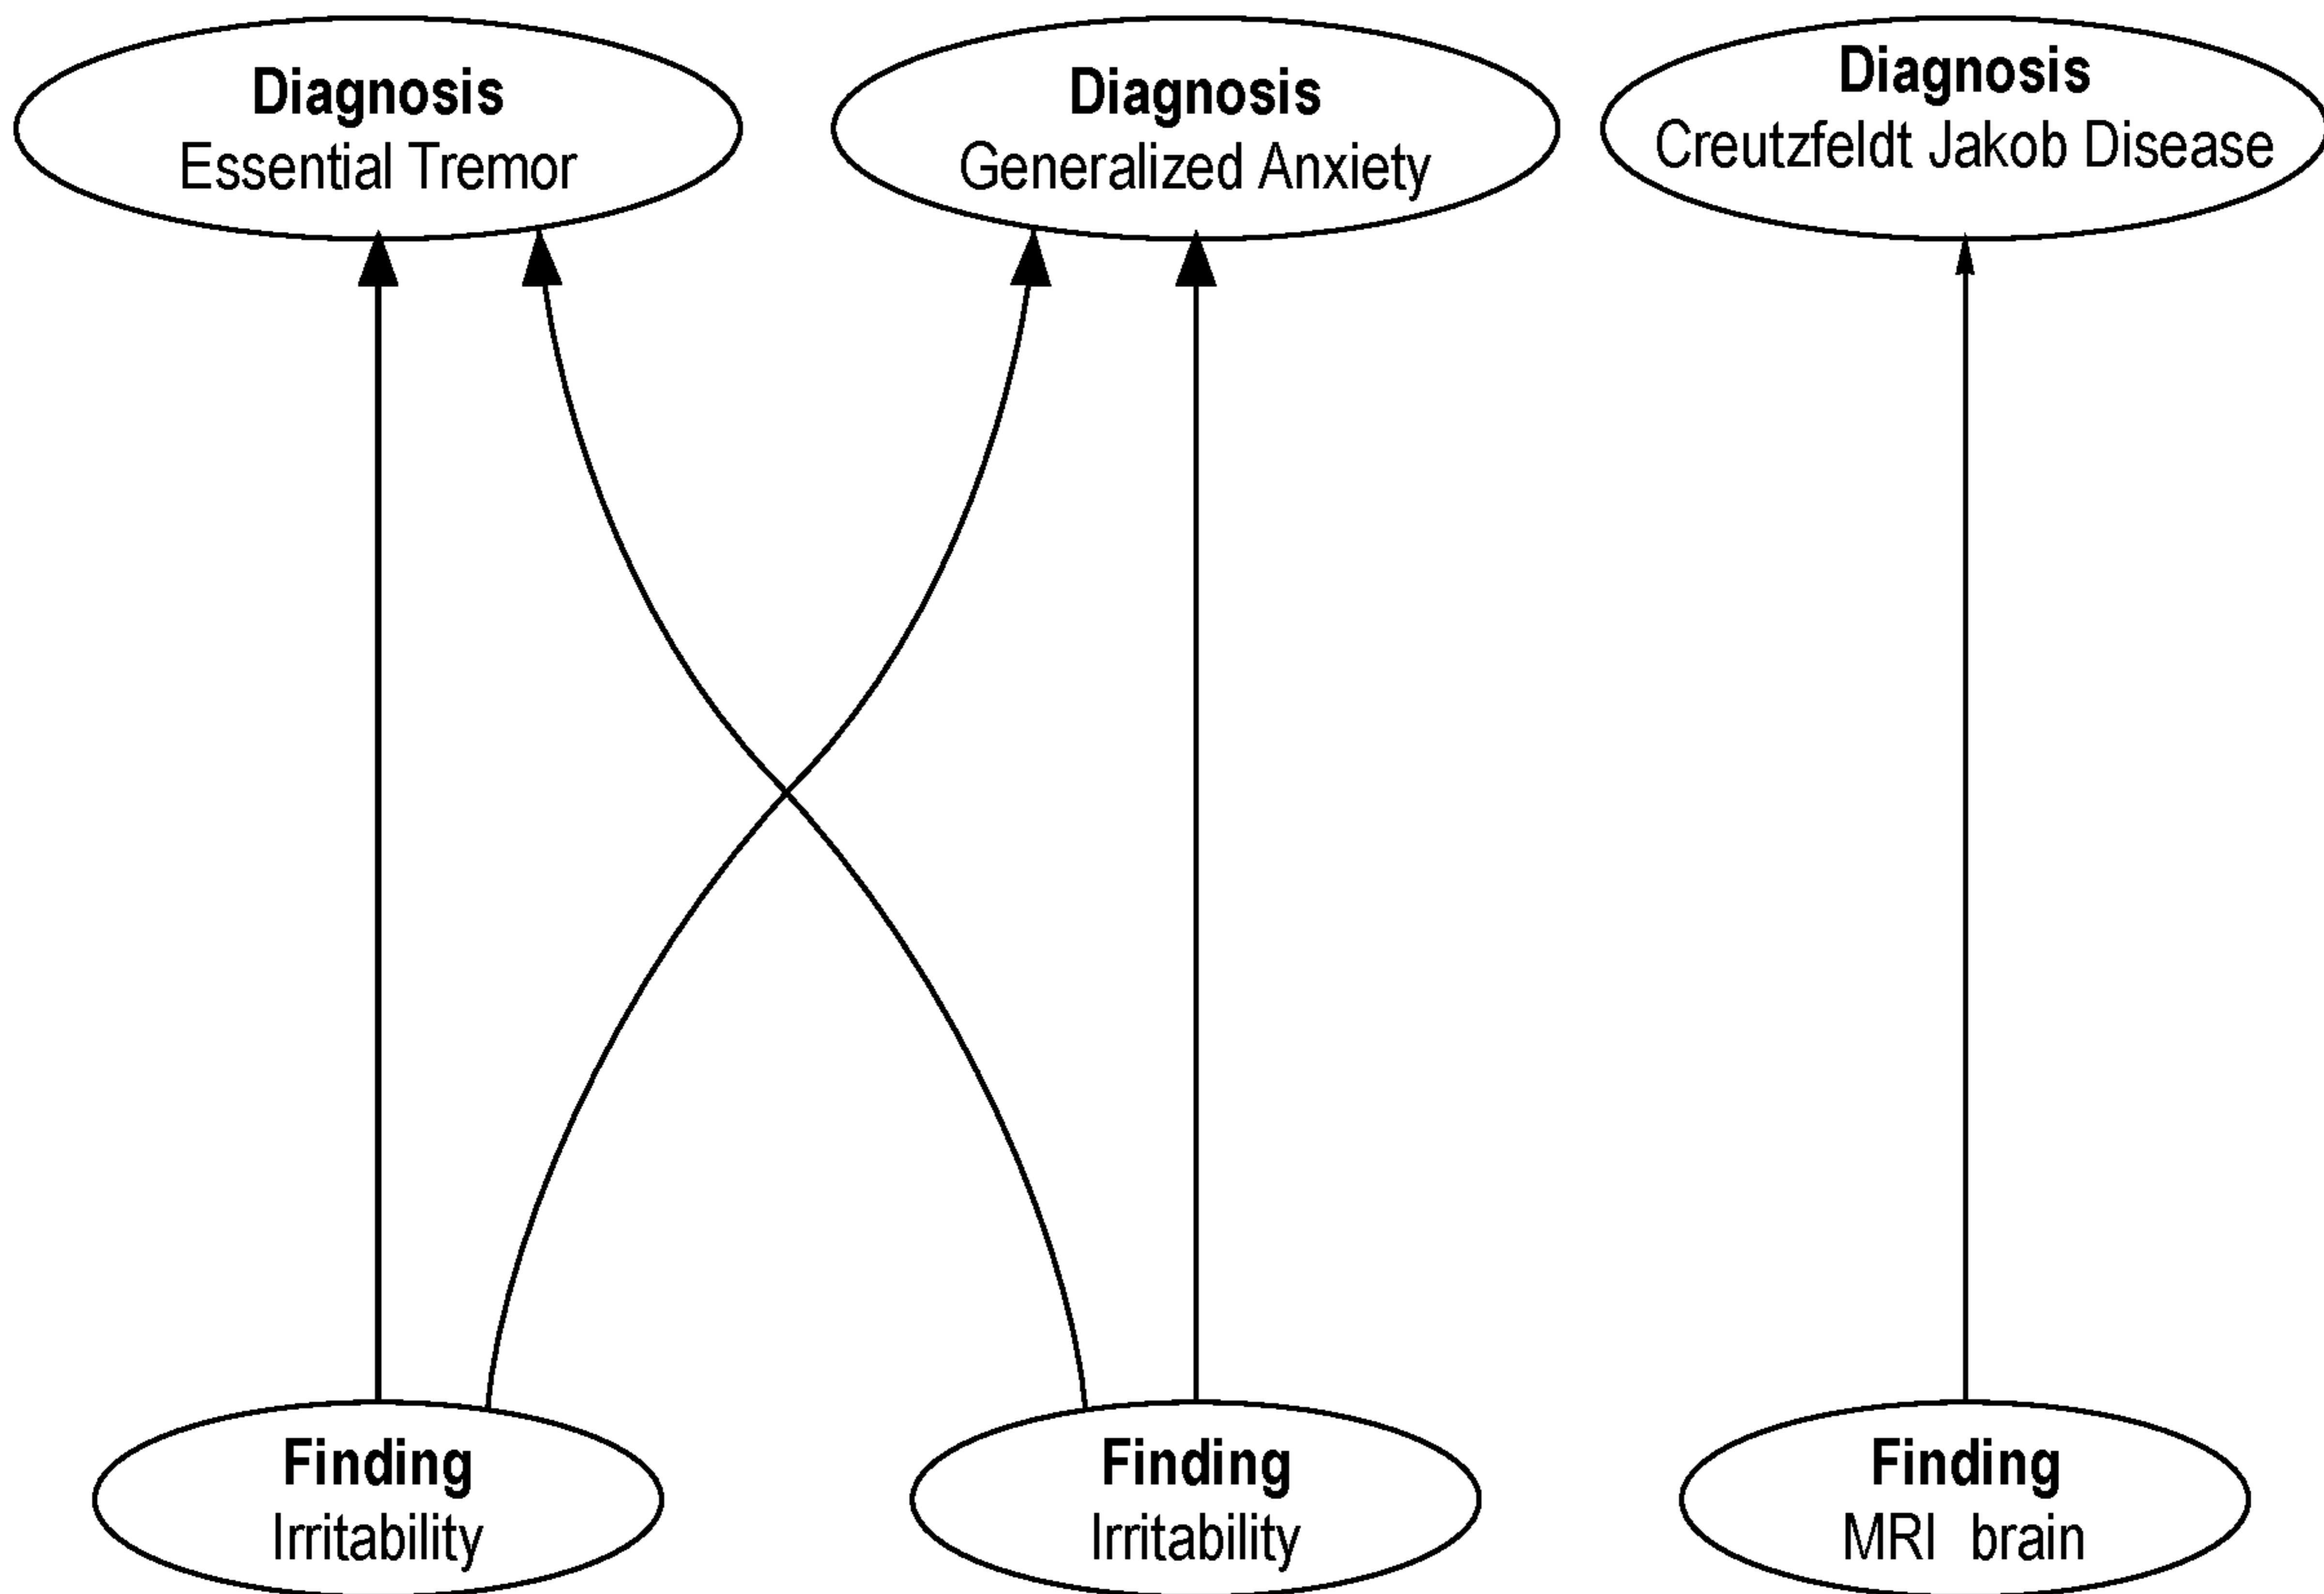 Diagnosis
Essential Tremor
Diagnosis
Generalized Anxiety
Diagnosis
Creutzfeldt Jakob Disease
Finding
Irritability
Finding
Irritability
Finding
MRI brain